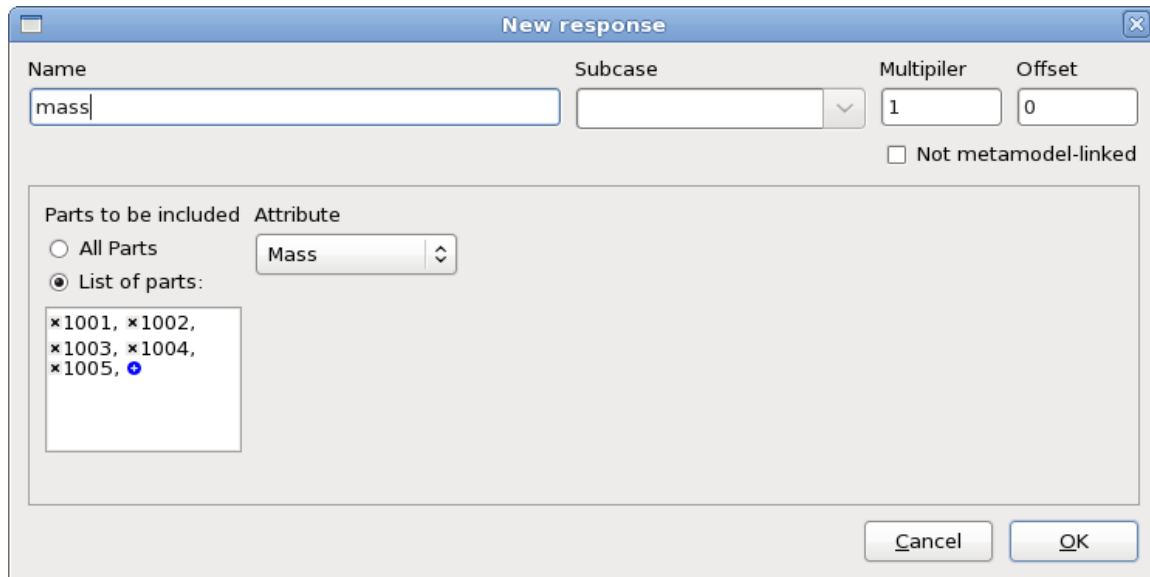 New response
Name Subcase Multipiler Offset
mass 1 0
Not metamodel-linked
Parts to be included Attribute
All Parts
Mass
List of parts:
×1001, ×1002,
×1003, ×1004,
×1005,
Cancel OK